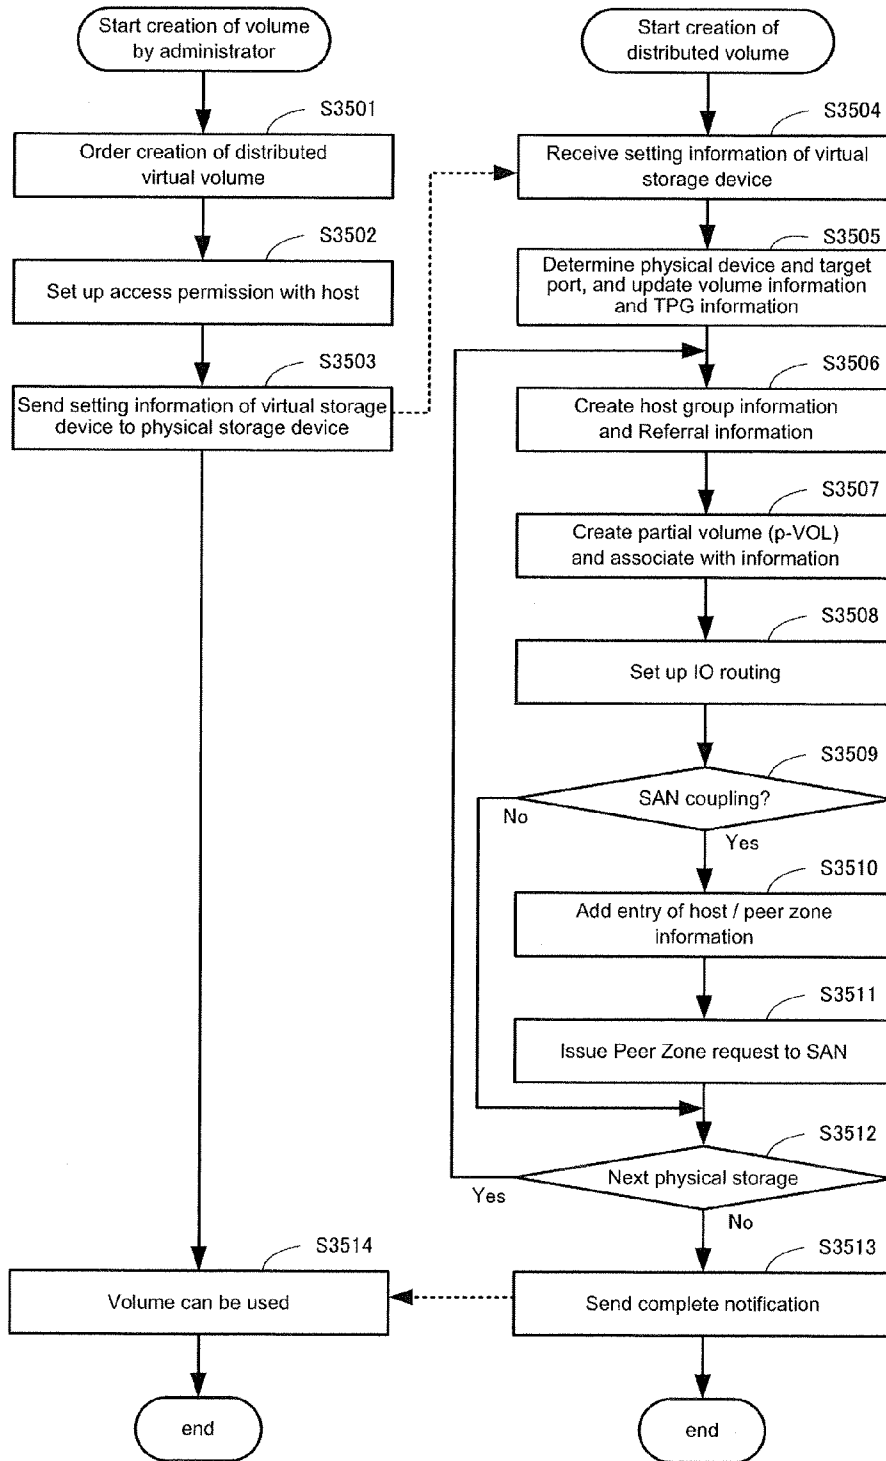 Start creation of volume
by administrator
S3501
Order creation of distributed
virtual volume
S3502
Set up access permission with host
S3503
Send setting information of virtual storage
device to physical storage device
S3514
Volume can be used
end
Start creation of
distributed volume
S3504
Receive setting information of virtual
storage device
S3505
Determine physical device and target
port, and update volume information
and TPG information
S3506
Create host group information
and Referral information
S3507
Create partial volume (p-VOL)
and associate with information
S3508
Set up IO routing
S3509
SAN coupling?
No
Yes
S3510
Add entry of host / peer zone
information
S3511
Issue Peer Zone request to SAN
S3512
Next physical storage
Yes
No
S3513
Send complete notification
end